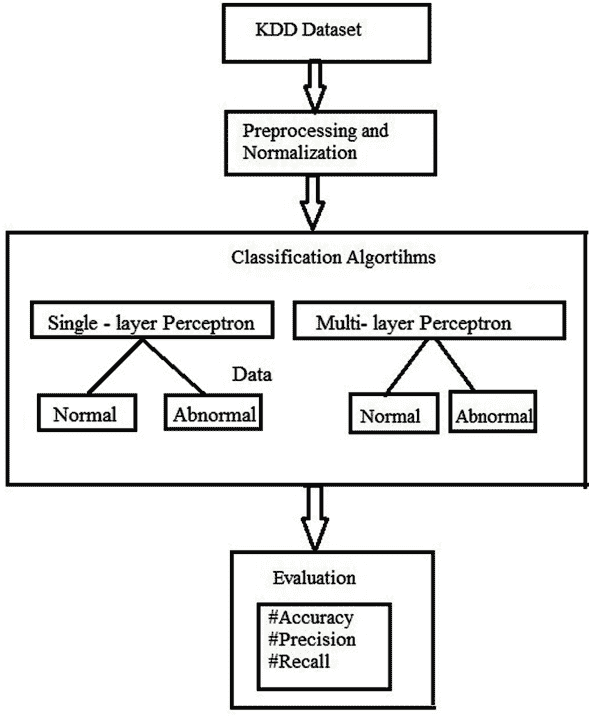 KDD Dataset
Preprocessing and
Normalization
Classification Algortihms
Single - layer Perceptron
Multi- layer Perceptron
Data
Normal
Abnormal
Normal
Abnormal
Evaluation
#Accuracy
#Precision
#Recall